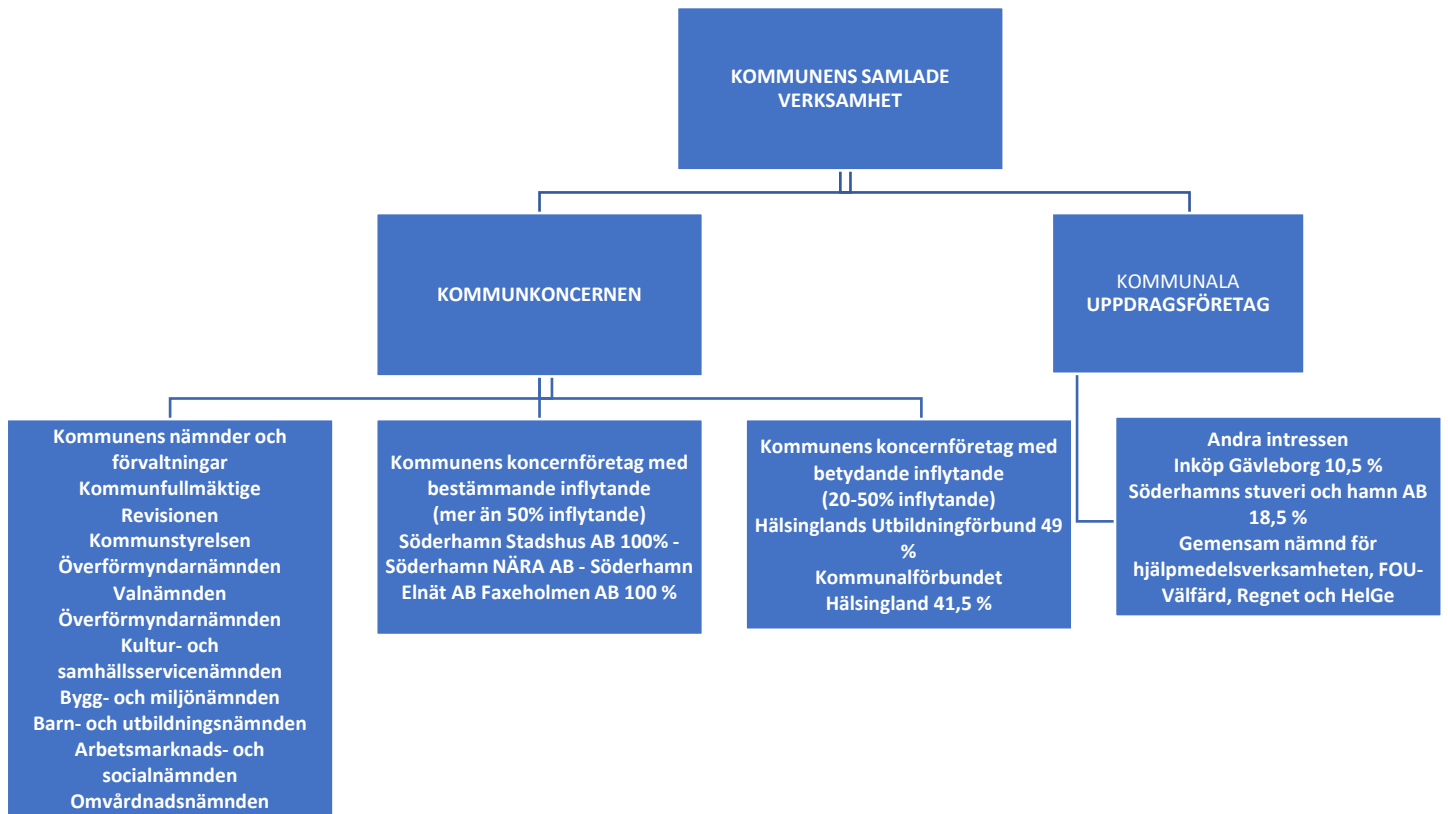 KOMMUNENS SAMLADE
VERKSAMHET
KOMMUNKONCERNEN
KOMMUNALA
UPPDRAGSFÖRETAG
Kommunens nämnder och
förvaltningar
Kommunfullmäktige
Revisionen
Kommunstyrelsen
Överförmyndarnämnden
Valnämnden
Överförmyndarnämnden
Kultur- och
samhällsservicenämnden
Bygg- och miljönämnden
Barn- och utbildningsnämnden
Arbetsmarknads- och
socialnämnden
Omvårdnadsnämnden
Kommunens koncernföretag med
bestämmande inflytande
(mer än 50% inflytande)
Söderhamn Stadshus AB 100% -
Söderhamn NÄRA AB - Söderhamn
Elnät AB Faxeholmen AB 100 %
Kommunens koncernföretag med
betydande inflytande
(20-50% inflytande)
Hälsinglands Utbildningförbund 49
%
Kommunalförbundet
Hälsingland 41,5 %
Andra intressen
Inköp Gävleborg 10,5 %
Söderhamns stuveri och hamn AB
18,5 %
Gemensam nämnd för
hjälpmedelsverksamheten, FOU-
Välfärd, Regnet och HelGe